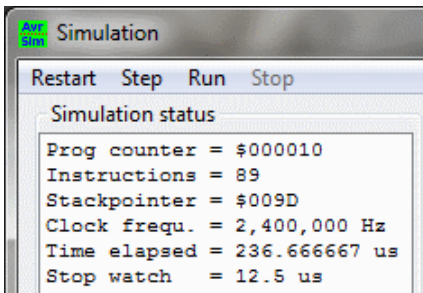 Avr
Sim
Simulation
Restart Step Run Stop
Simulation status
Prog counter = $000010
Instructions = 89
Stackpointer = $009D
Clock frequ. = 2,400,000 Hz
Time elapsed = 236.666667 us
Stop watch = 12.5 us